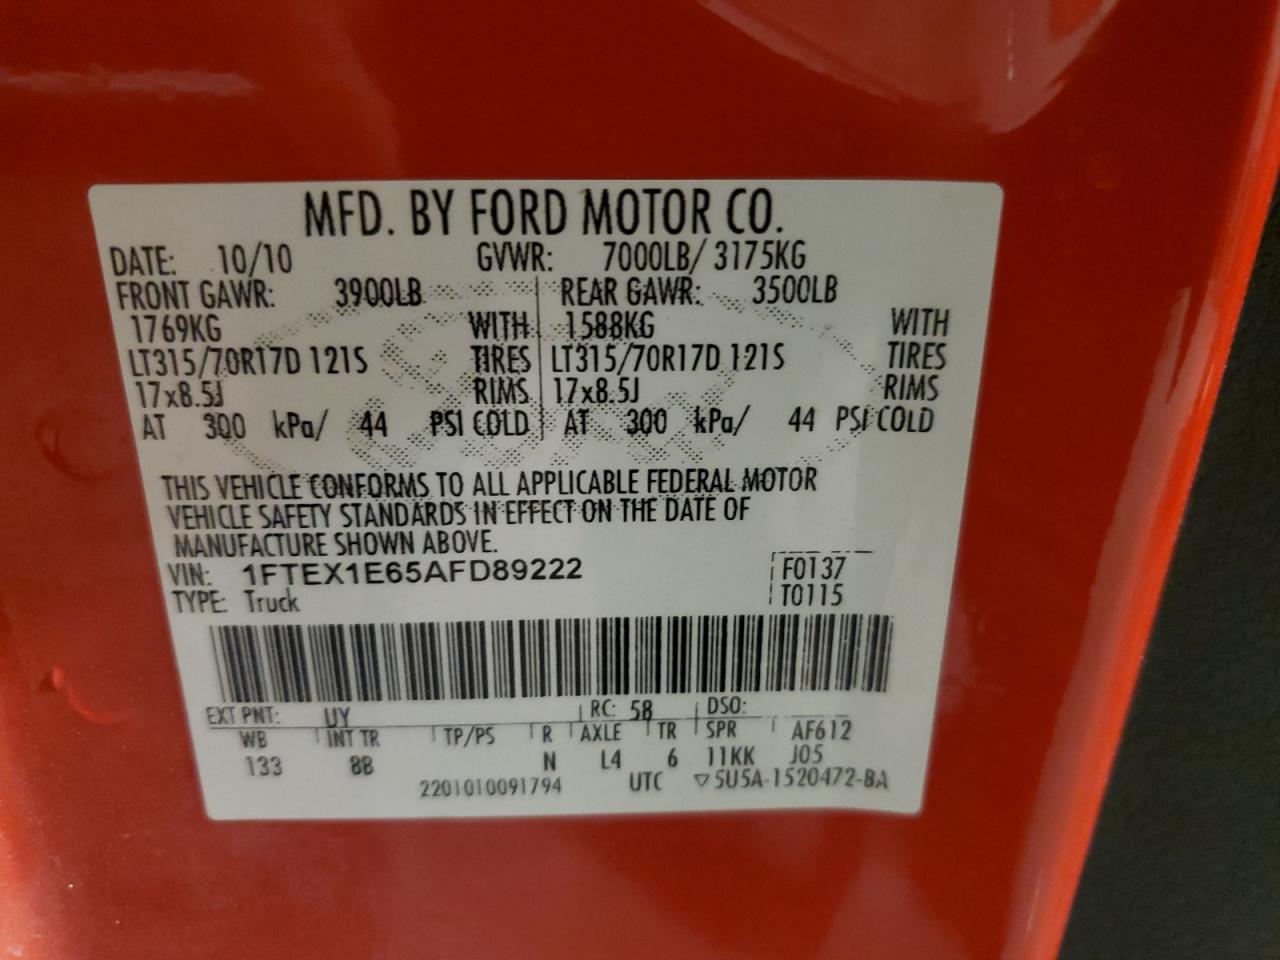 MFD. BY FORD MOTOR CO.
DATE: 10/10 GVWR: 7000LB/ 3175KG
FRONT GAWR: 3900LB REAR GAWR: 3500LB
1769KG WITH 1588KG WITH
LT315/70R17D 121S TIRES LT315/70R17D 121S TIRES
17x8.5J RIMS 17x8.5J RIMS
AT 300 kPa/ 44 PSI COLD AT 300 kPa/ 44 PSI COLD
THIS VEHICLE CONFORMS TO ALL APPLICABLE FEDERAL MOTOR
VEHICLE SAFETY STANDARDS IN EFFECT ON THE DATE OF
MANUFACTURE SHOWN ABOVE.
VIN: 1FTEX1E65AFD89222 F0137
TYPE: Truck T0115
EXT PNT: UY RC: 58 DSO:
WB INT TR TP/PS R AXLE TR SPR AF612
133 8B N L4 6 11KK J05
2201010091794 UTC ▽5U5A-1520472-BA